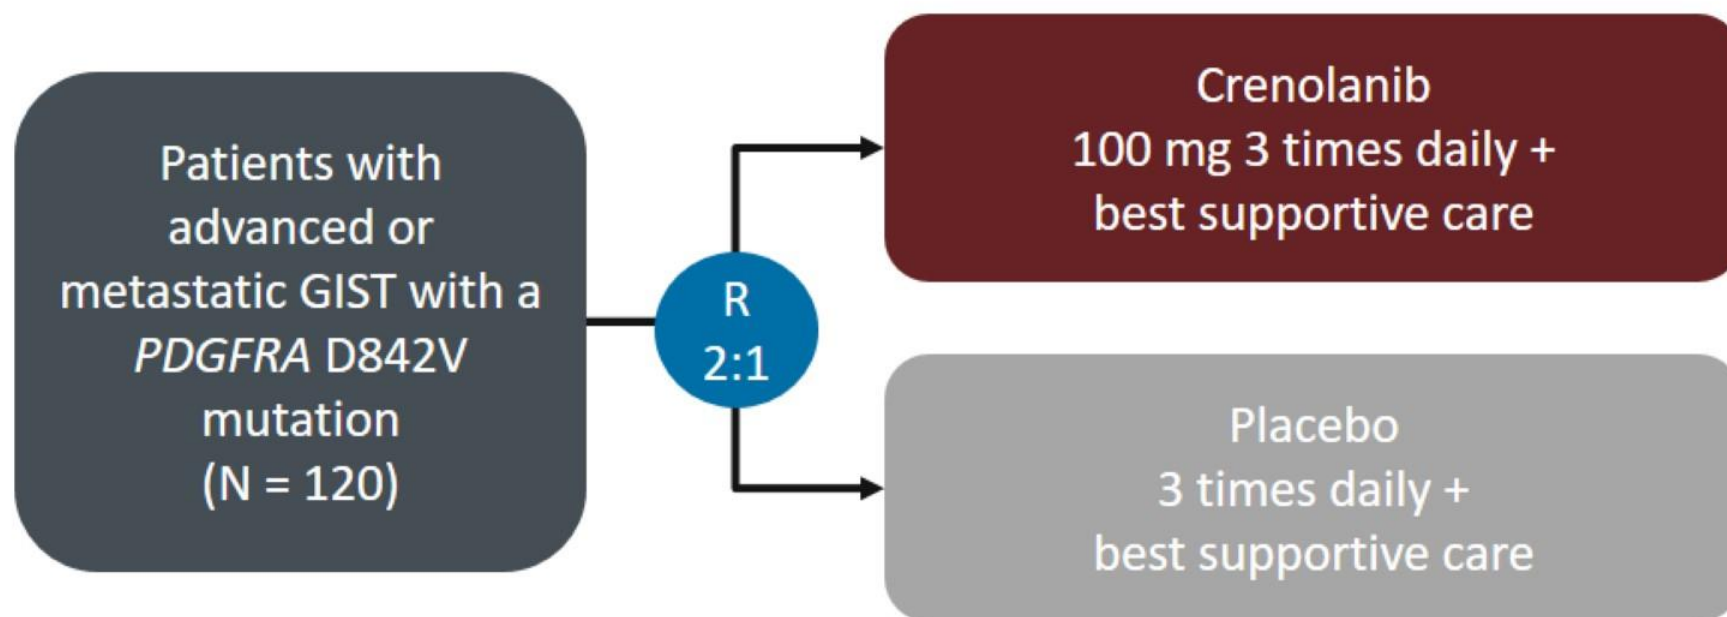 Patients with
advanced or
metastatic GIST with a
PDGFRA D842V
mutation
(N = 120)
R
2:1
Crenolanib
100 mg 3 times daily +
best supportive care
Placebo
3 times daily +
best supportive care